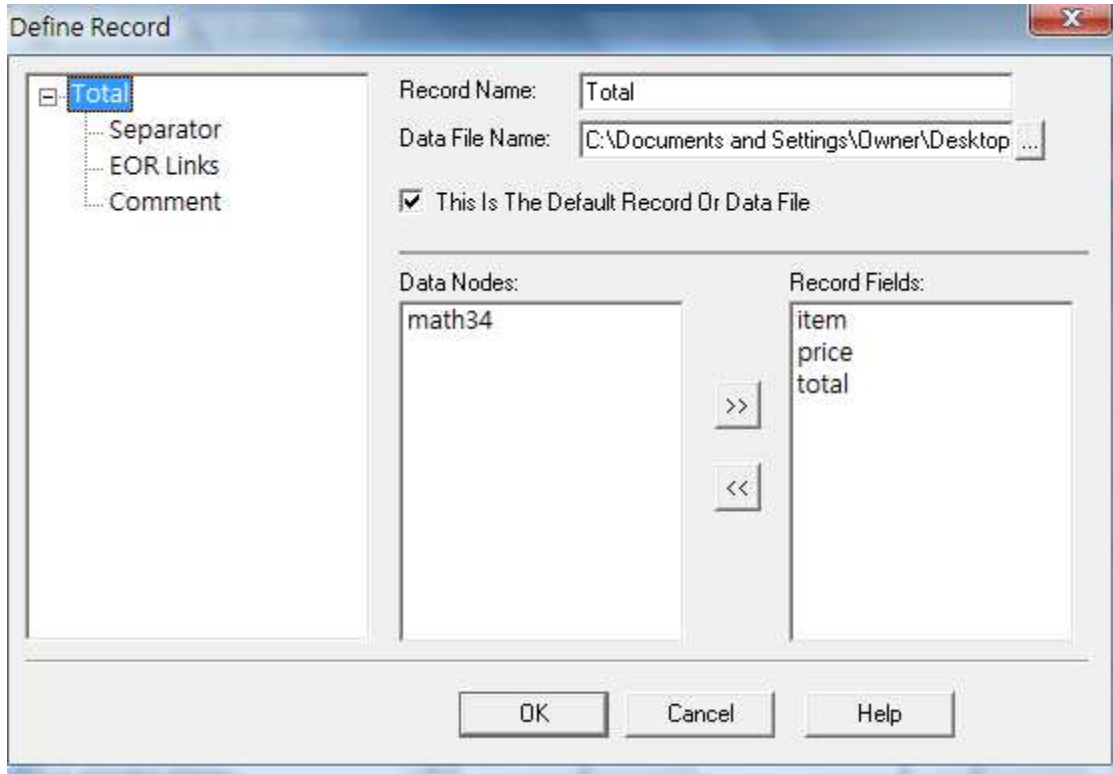 Define Record
Total
Separator
EOR Links
Comment
Record Name: Total
Data File Name: C:\Documents and Settings\Owner\Desktop ...
This Is The Default Record Or Data File
Data Nodes:
math34
>>
<<
Record Fields:
item
price
total
OK Cancel Help